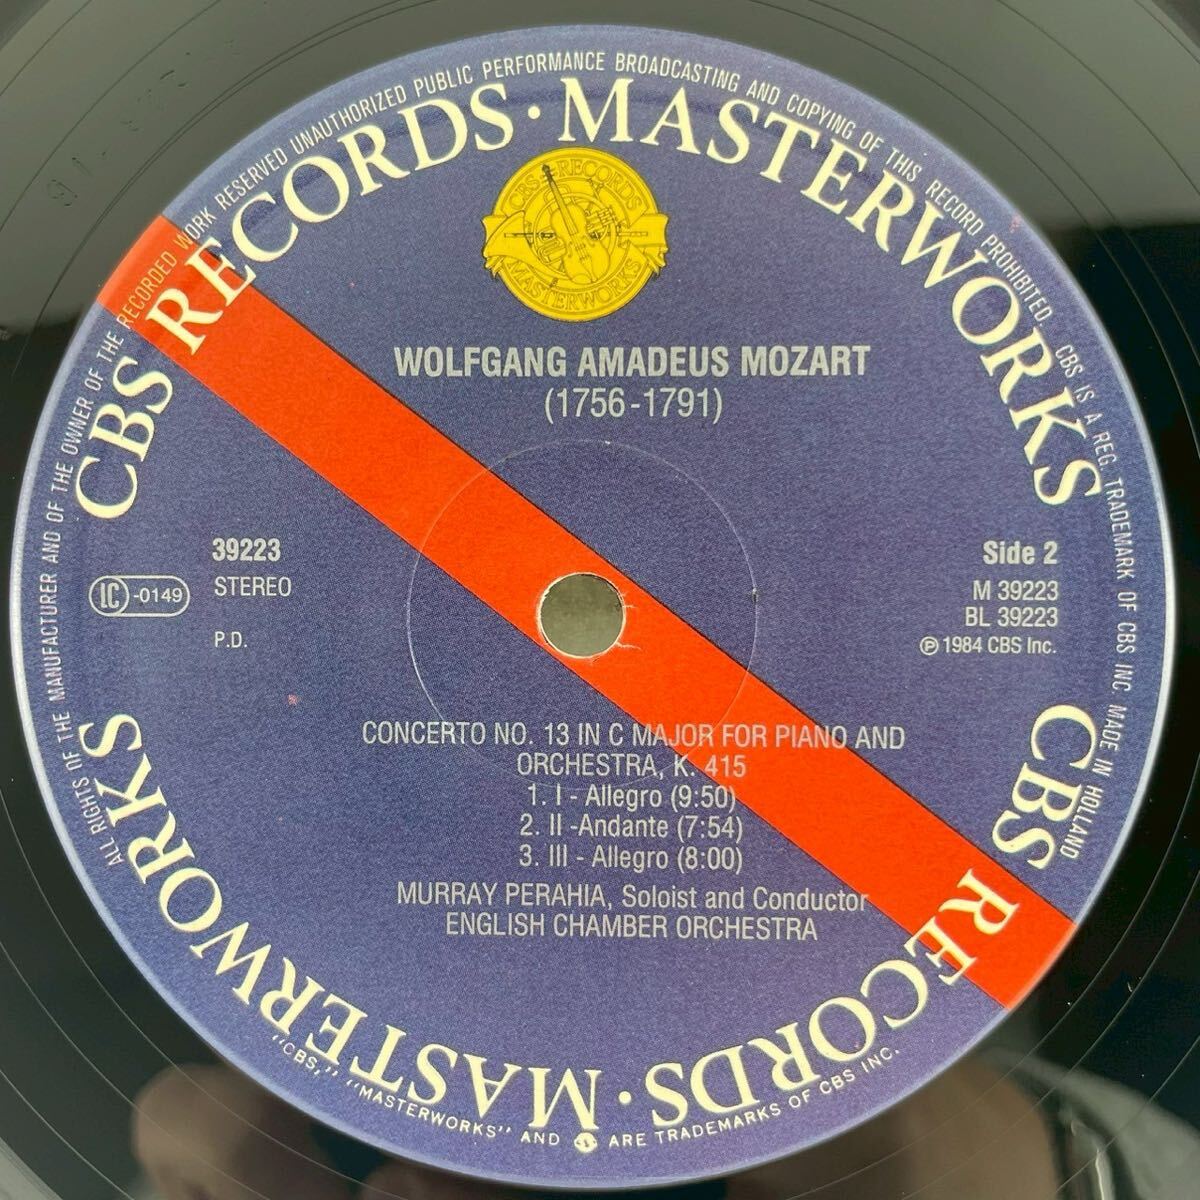 ALL RIGHTS OF THE MANUFACTURER AND OF THE OWNER OF THE RECORDED WORK RESERVED UNAUTHORIZED PUBLIC PERFORMANCE BROADCASTING AND COPYING OF THIS RECORD PROHIBITED. CBS IS A REG. TRADEMARK OF CBS INC MADE IN HOLLAND
CBS RECORDS · MASTERWORKS
CBS RECORDS
MASTERWORKS
WOLFGANG AMADEUS MOZART
(1756-1791)
39223
STEREO
LC -0149
P.D.
Side 2
M 39223
BL 39223
℗ 1984 CBS Inc.
CONCERTO NO. 13 IN C MAJOR FOR PIANO AND
ORCHESTRA, K. 415
1. I - Allegro (9:50)
2. II -Andante (7:54)
3. III - Allegro (8:00)
MURRAY PERAHIA, Soloist and Conductor
ENGLISH CHAMBER ORCHESTRA
CBS RECORDS · MASTERWORKS
"CBS," "MASTERWORKS" AND ARE TRADEMARKS OF CBS INC.